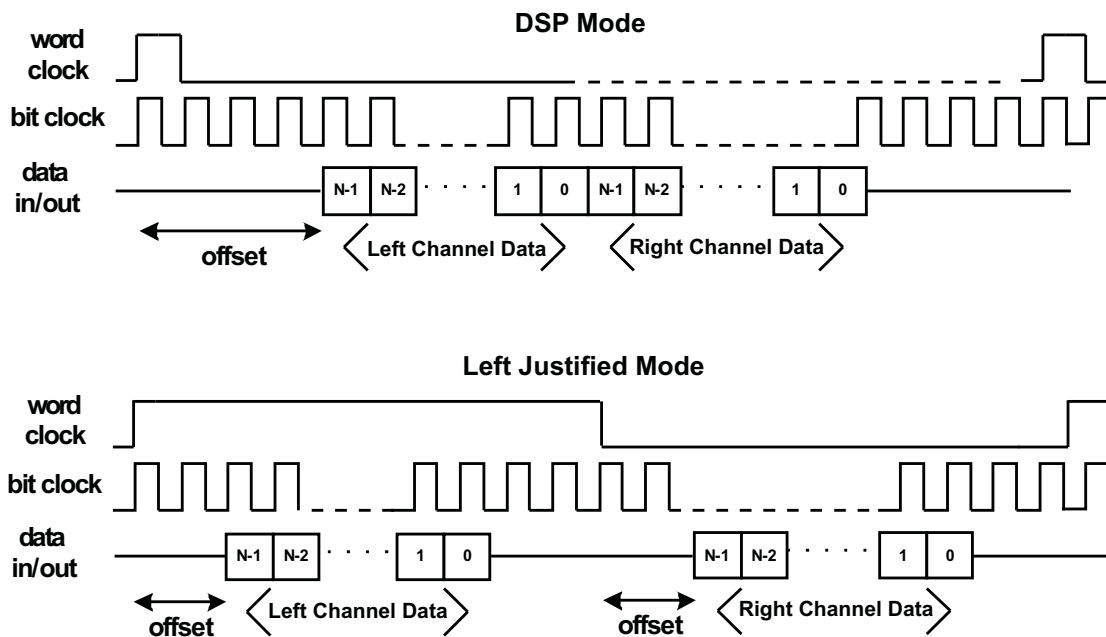 DSP Mode
word
clock
bit clock
data
in/out
N-1 N-2 1 0 N-1 N-2 1 0
offset
Left Channel Data
Right Channel Data
Left Justified Mode
word
clock
bit clock
data
in/out
N-1 N-2 1 0 N-1 N-2 1 0
offset
Left Channel Data
offset
Right Channel Data